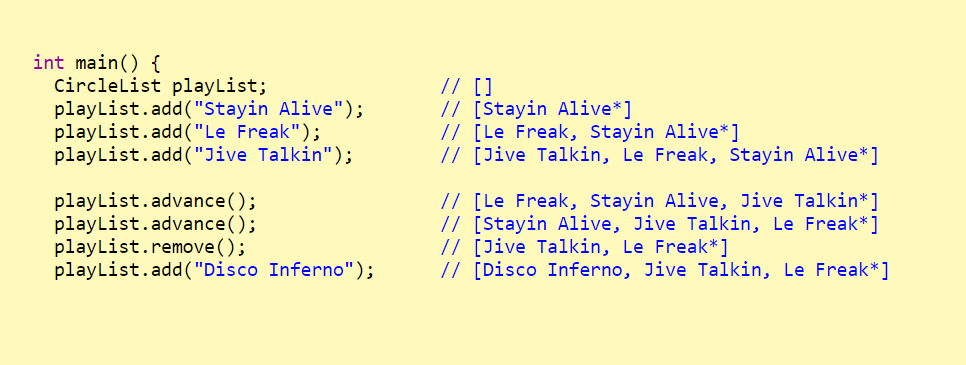 int main() {
CircleList playList; // []
playList.add("Stayin Alive"); // [Stayin Alive*]
playList.add("Le Freak"); // [Le Freak, Stayin Alive*]
playList.add("Jive Talkin"); // [Jive Talkin, Le Freak, Stayin Alive*]
playList.advance(); // [Le Freak, Stayin Alive, Jive Talkin*]
playList.advance(); // [Stayin Alive, Jive Talkin, Le Freak*]
playList.remove(); // [Jive Talkin, Le Freak*]
playList.add("Disco Inferno"); // [Disco Inferno, Jive Talkin, Le Freak*]